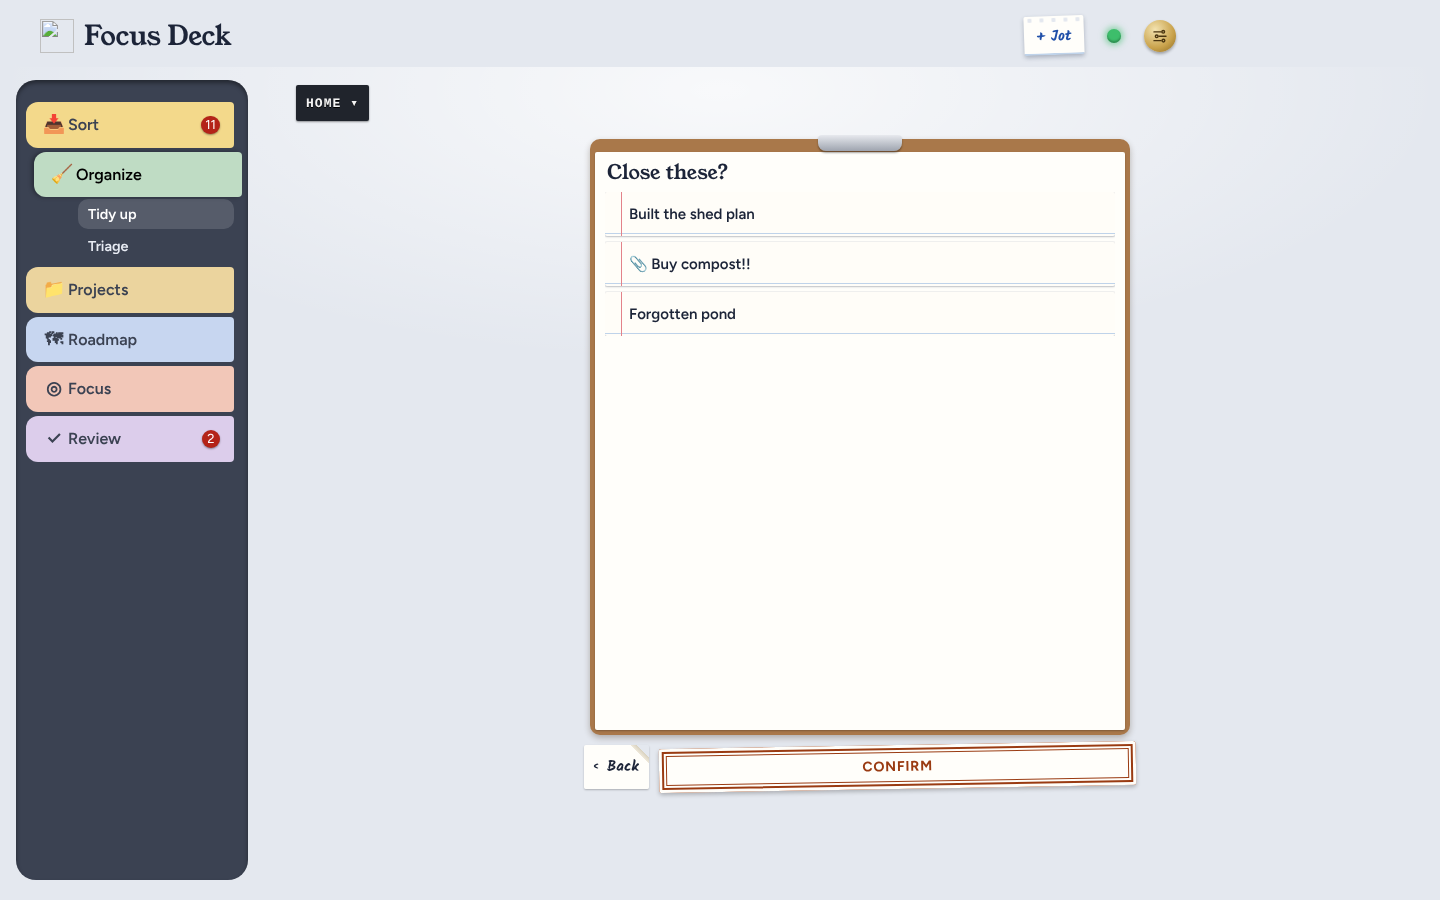 Focus Deck
+ Jot
HOME ▾
Sort 11
Organize
Tidy up
Triage
Projects
Roadmap
Focus
Review 2
Close these?
Built the shed plan
📎 Buy compost!!
Forgotten pond
< Back
CONFIRM